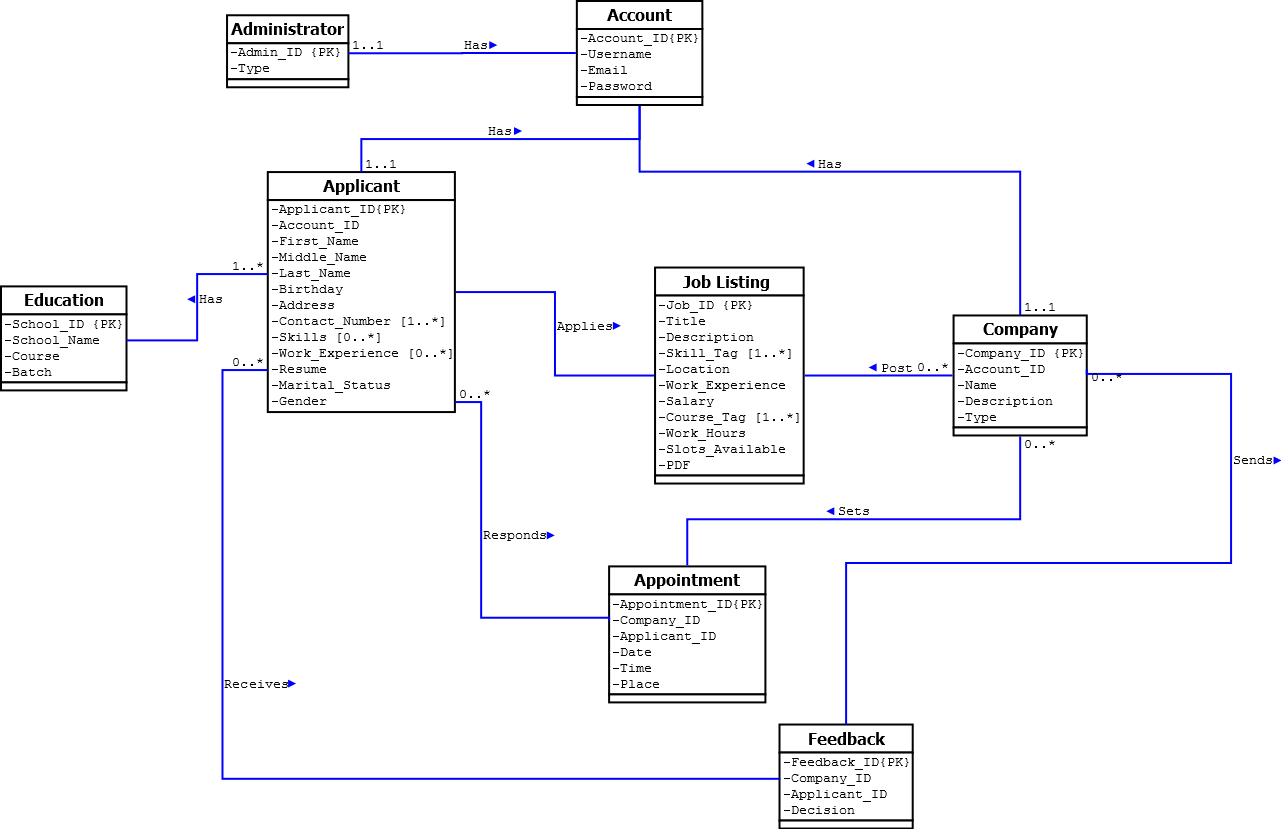 Administrator
-Admin_ID {PK}
-Type
1..1
Has
Account
-Account_ID{PK}
-Username
-Email
-Password
Has
1..1
Has
1..1
Applicant
-Applicant_ID{PK}
-Account_ID
-First_Name
-Middle_Name
-Last_Name
-Birthday
-Address
-Contact_Number [1..*]
-Skills [0..*]
-Work_Experience [0..*]
-Resume
-Marital_Status
-Gender
1..*
Has
0..*
0..*
Education
-School_ID {PK}
-School_Name
-Course
-Batch
Applies
Job Listing
-Job_ID {PK}
-Title
-Description
-Skill_Tag [1..*]
-Location
-Work_Experience
-Salary
-Course_Tag [1..*]
-Work_Hours
-Slots_Available
-PDF
Post 0..*
Company
-Company_ID {PK}
-Account_ID
-Name
-Description
-Type
0..*
0..*
Sends
Sets
Responds
Appointment
-Appointment_ID{PK}
-Company_ID
-Applicant_ID
-Date
-Time
-Place
Receives
Feedback
-Feedback_ID{PK}
-Company_ID
-Applicant_ID
-Decision